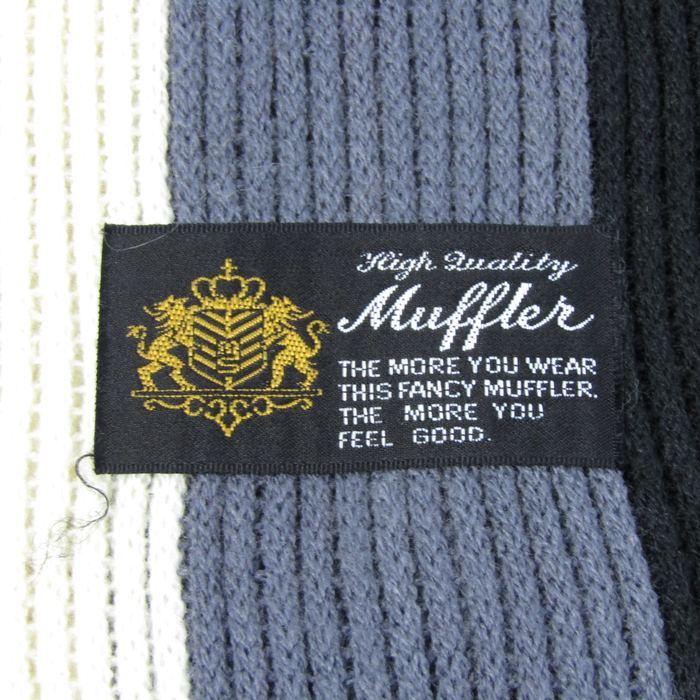 High Quality
Muffler
THE MORE YOU WEAR
THIS FANCY MUFFLER.
THE MORE YOU
FEEL GOOD.